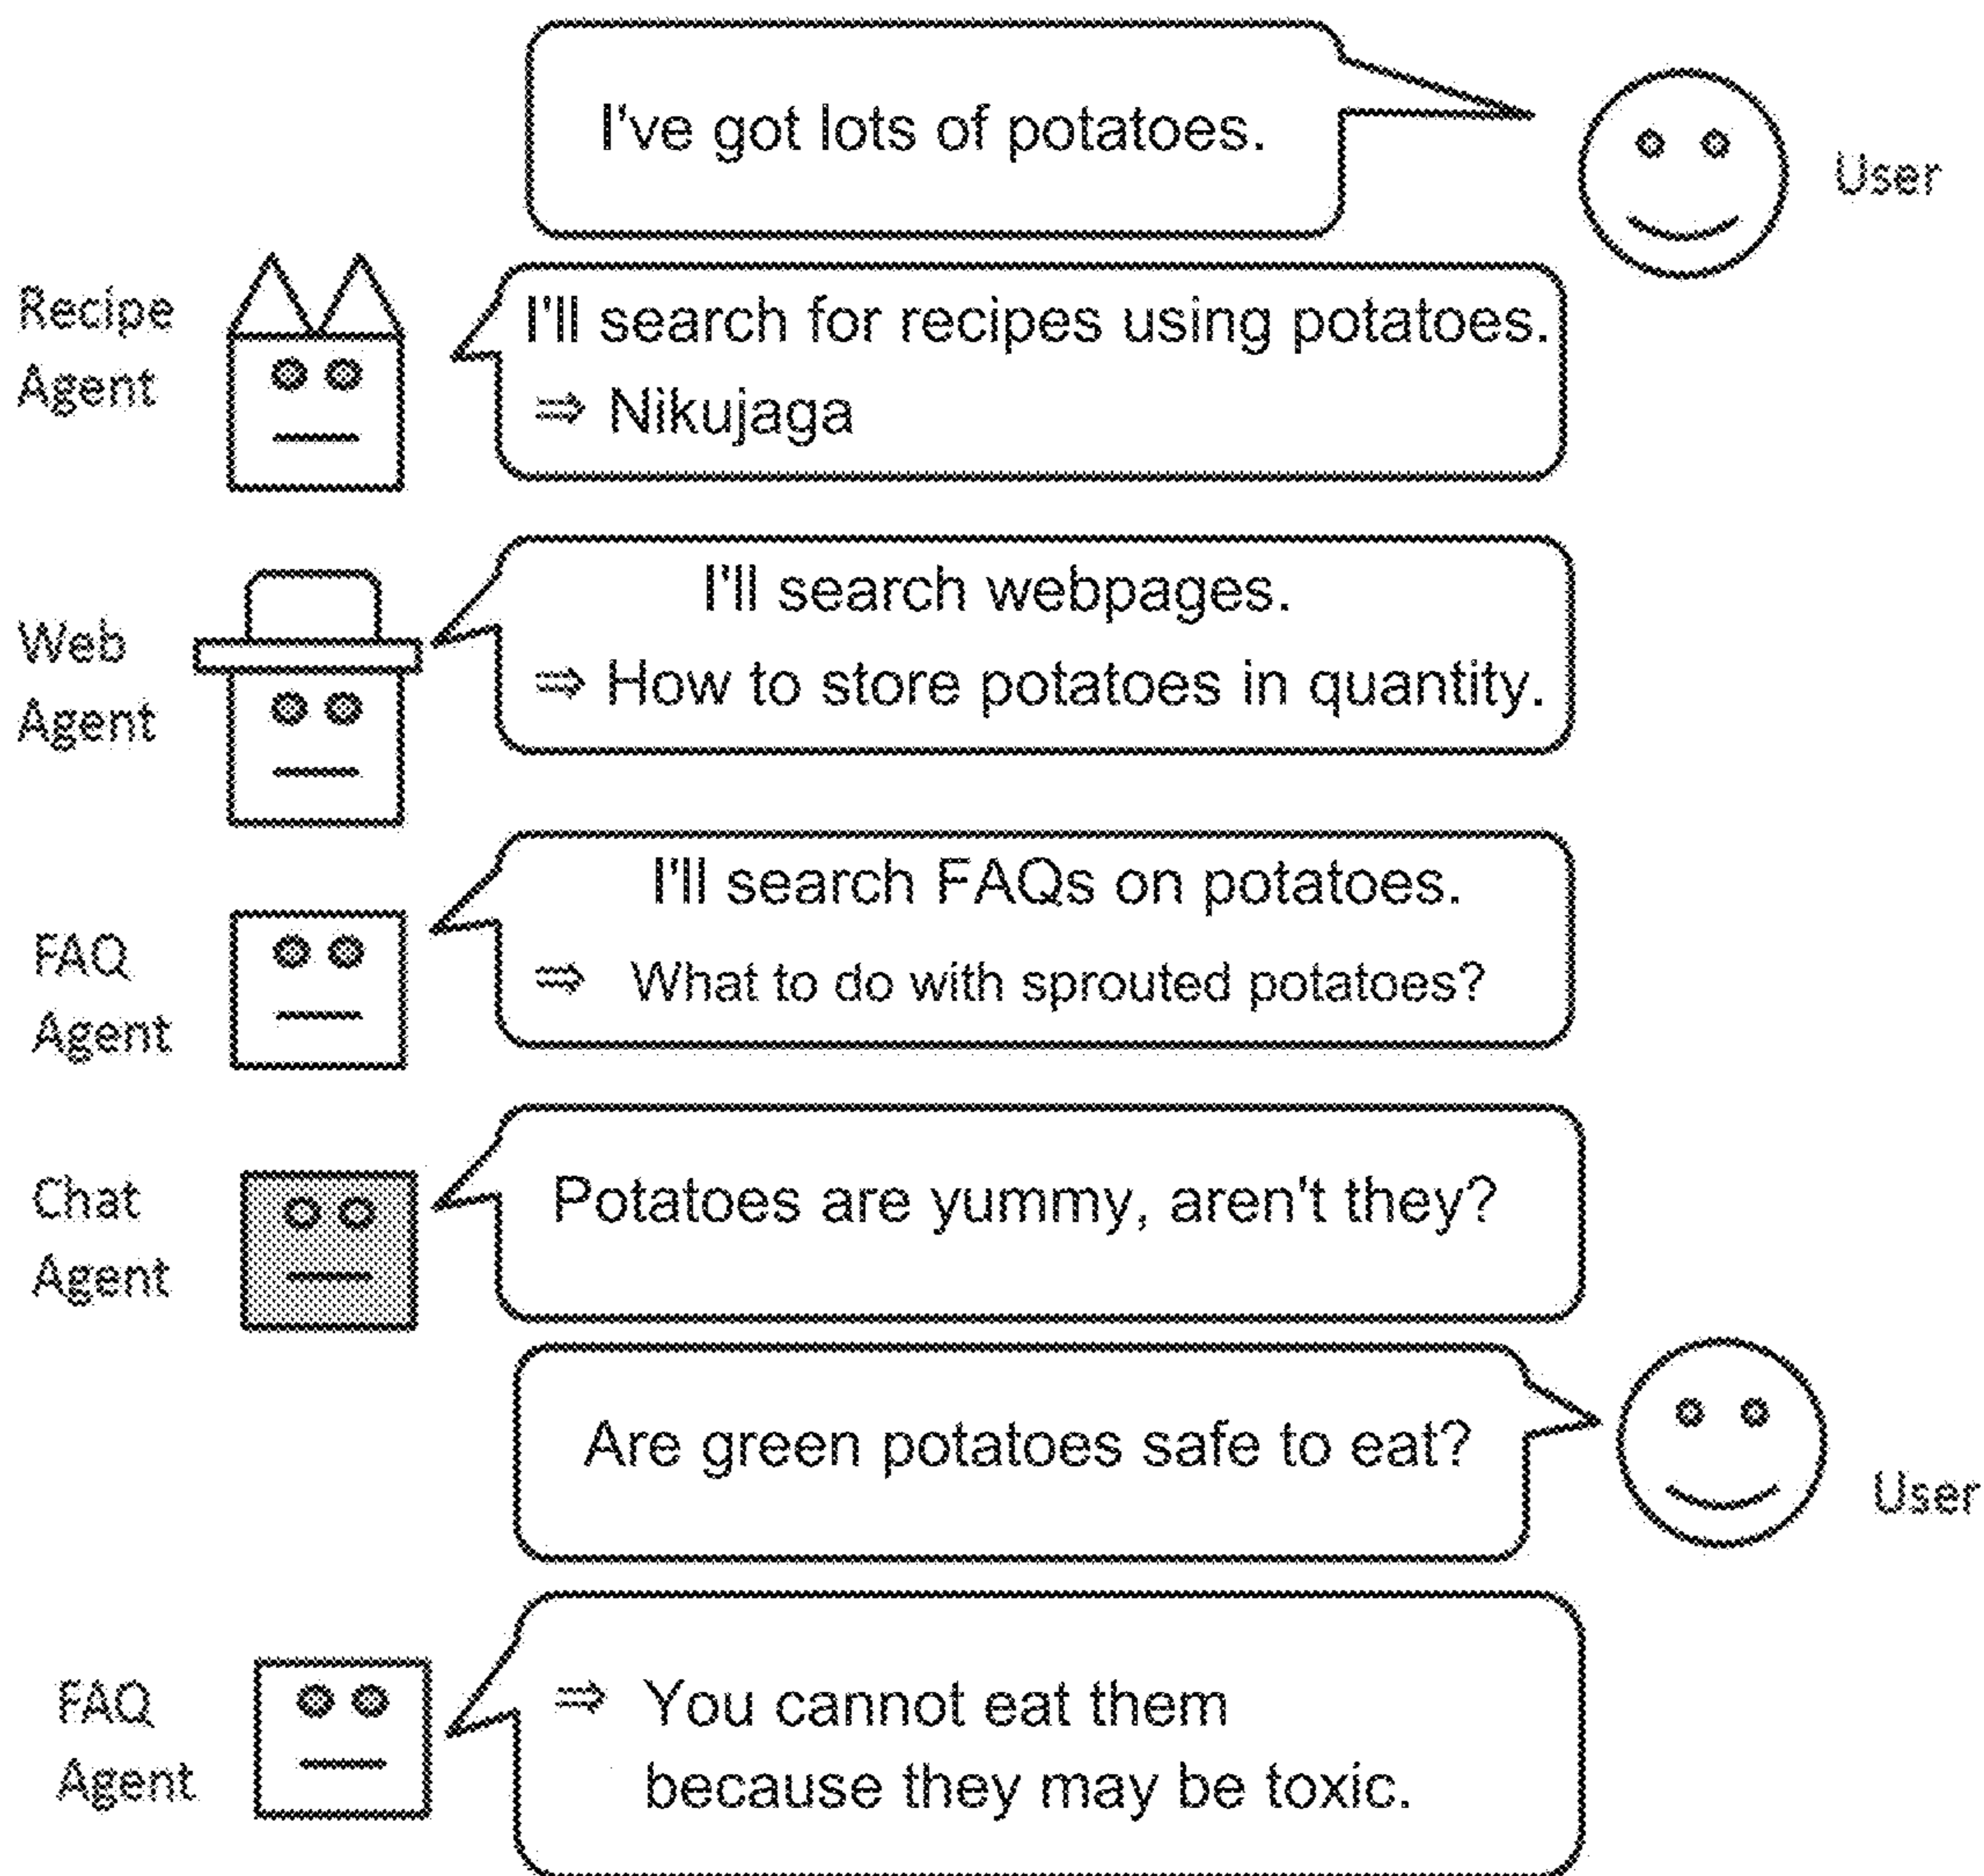 I've got lots of potatoes.
User
Recipe
Agent
I'll search for recipes using potatoes.
⇒ Nikujaga
Web
Agent
I'll search webpages.
⇒ How to store potatoes in quantity.
FAQ
Agent
I'll search FAQs on potatoes.
⇒ What to do with sprouted potatoes?
Chat
Agent
Potatoes are yummy, aren't they?
Are green potatoes safe to eat?
User
FAQ
Agent
⇒ You cannot eat them
because they may be toxic.